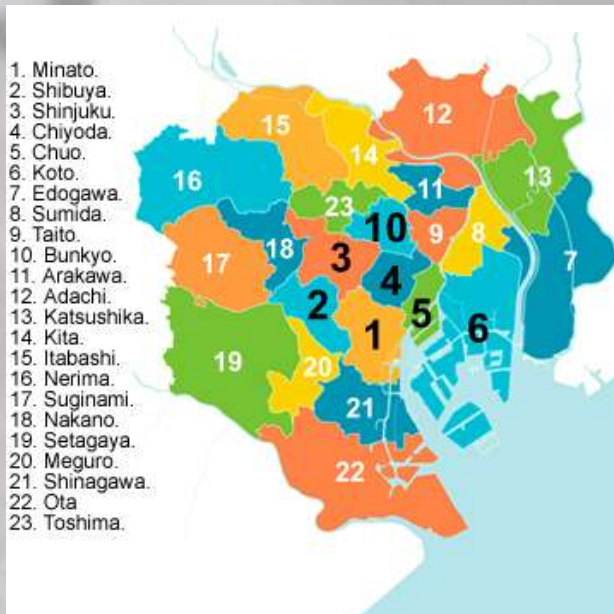 1. Minato.
2. Shibuya.
3. Shinjuku.
4. Chiyoda.
5. Chuo.
6. Koto.
7. Edogawa.
8. Sumida.
9. Taito.
10. Bunkyo.
11. Arakawa.
12. Adachi.
13. Katsushika.
14. Kita.
15. Itabashi.
16. Nerima.
17. Suginami.
18. Nakano.
19. Setagaya.
20. Meguro.
21. Shinagawa.
22. Ota
23. Toshima.
12
15
14
13
16
11
23
10
9
8
18
3
17
4
7
2
5
1
6
19
20
21
22